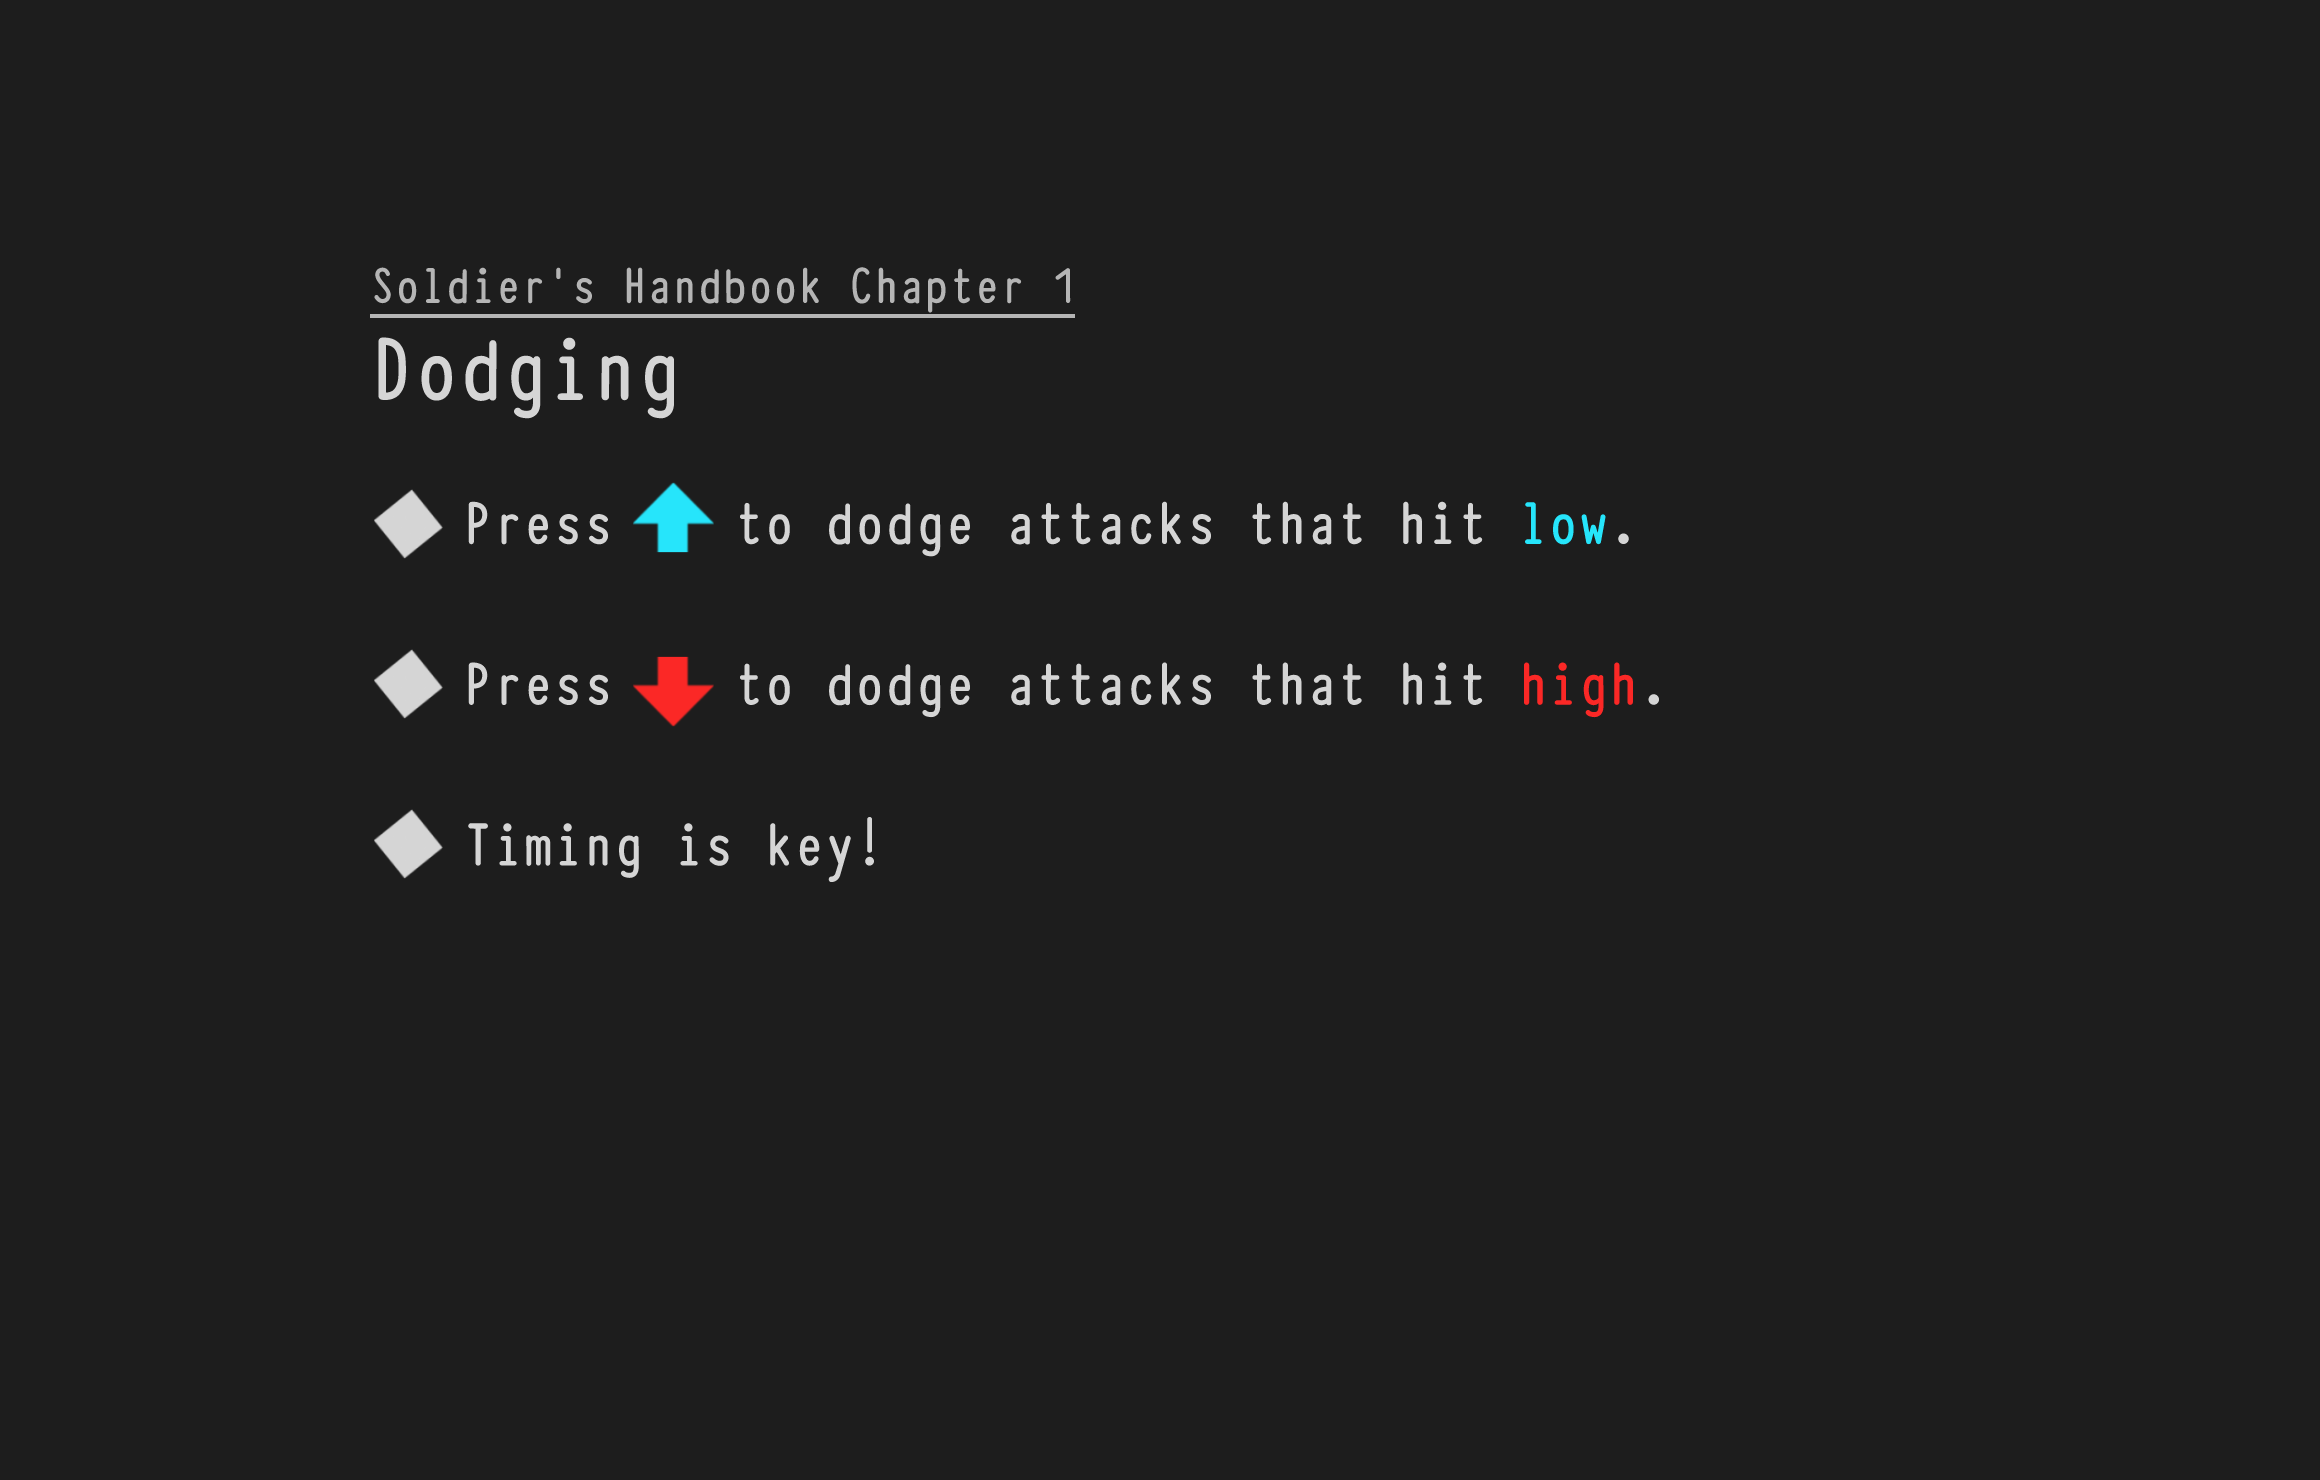 Soldier's Handbook Chapter 1
Dodging
Press to dodge attacks that hit low.
Press to dodge attacks that hit high.
Timing is key!